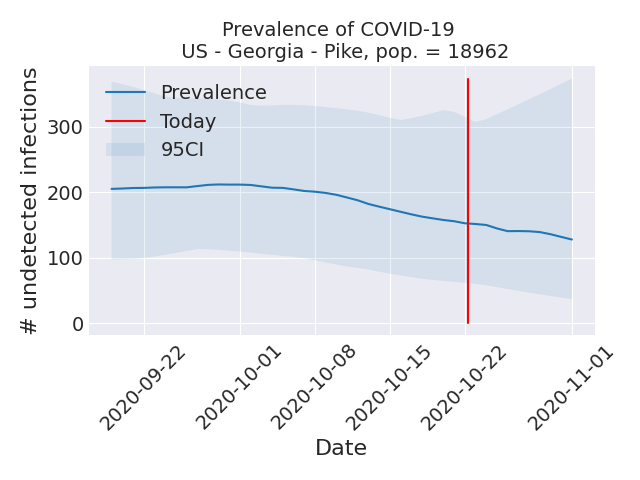 Prevalence of COVID-19
US - Georgia - Pike, pop. = 18962
# undetected infections
300
200
100
0
Prevalence
Today
95CI
2020-09-22
2020-10-01
2020-10-08
2020-10-15
2020-10-22
2020-11-01
Date